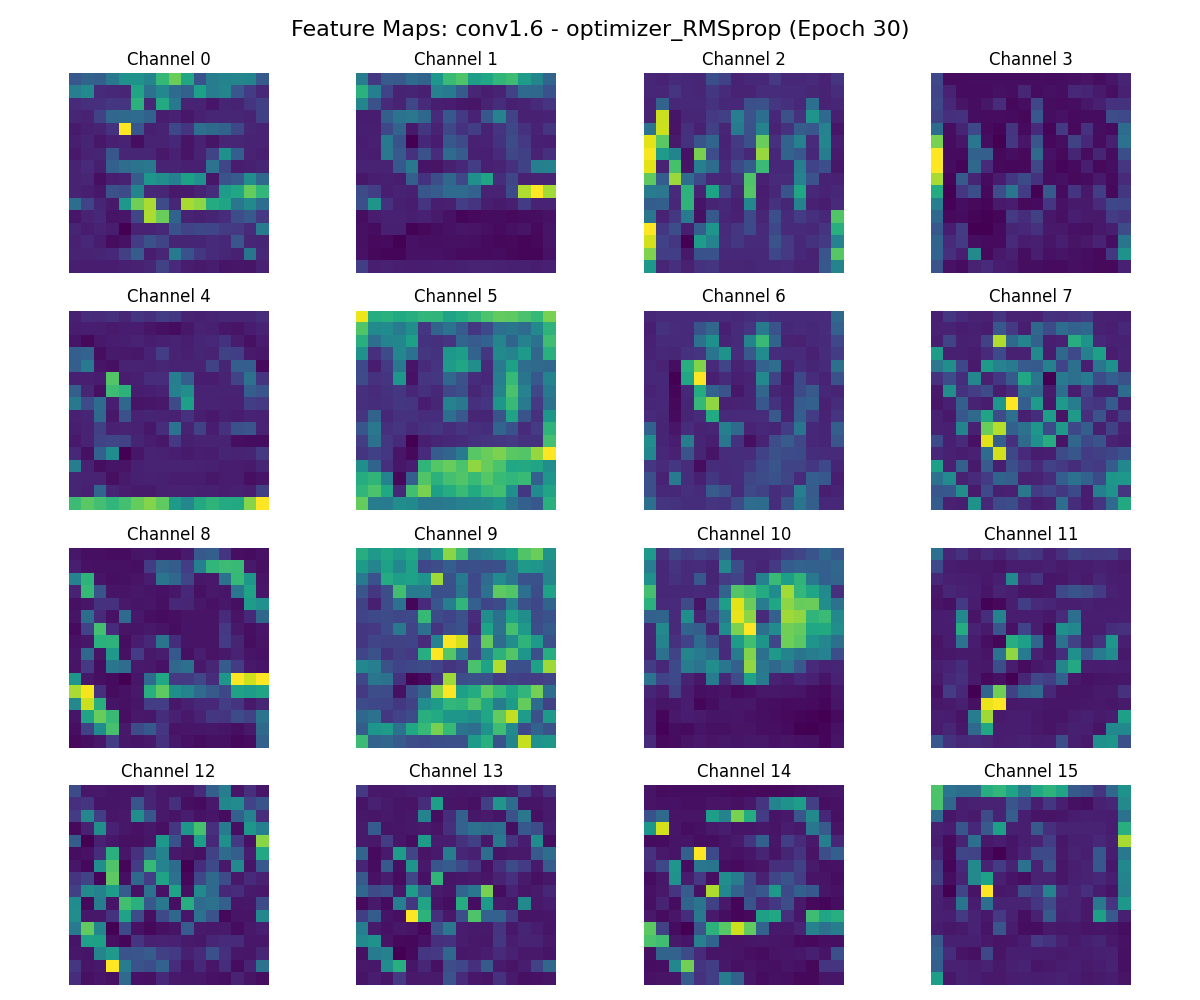 Feature Maps: conv1.6 - optimizer_RMSprop (Epoch 30)
Channel 0
Channel 1
Channel 2
Channel 3
Channel 4
Channel 5
Channel 6
Channel 7
Channel 8
Channel 9
Channel 10
Channel 11
Channel 12
Channel 13
Channel 14
Channel 15